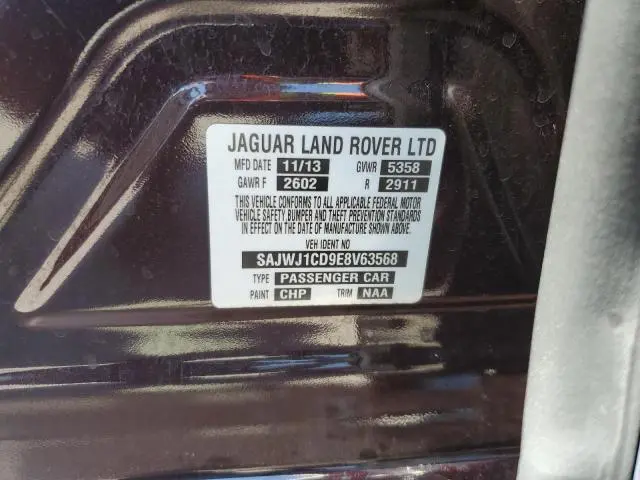 JAGUAR LAND ROVER LTD
MFD DATE 11/13 GVWR 5358
GAWR F 2602 R 2911
THIS VEHICLE CONFORMS TO ALL APPLICABLE FEDERAL MOTOR
VEHICLE SAFETY,BUMPER AND THEFT PREVENTION STANDARDS
IN EFFECT ON THE DATE OF MANUFACTURE SHOWN ABOVE.
VEH IDENT NO
SAJWJ1CD9E8V63568
TYPE PASSENGER CAR
PAINT CHP TRIM NAA